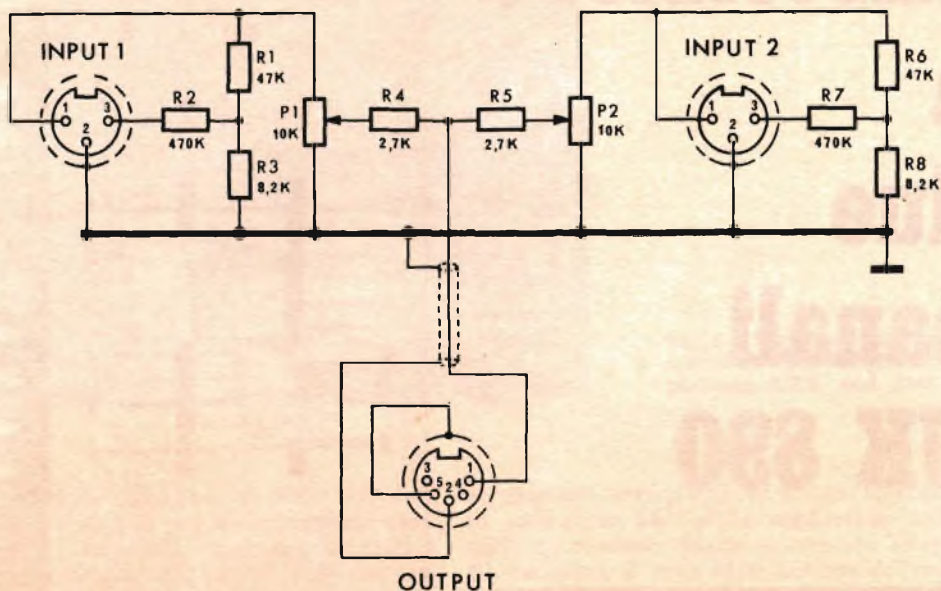 INPUT 1
1
3
2
R2
470K
R1
47K
R3
8,2K
P1
10K
R4
2,7K
R5
2,7K
P2
10K
INPUT 2
1
3
2
R7
470K
R6
47K
R8
8,2K
3
1
5
2
4
OUTPUT